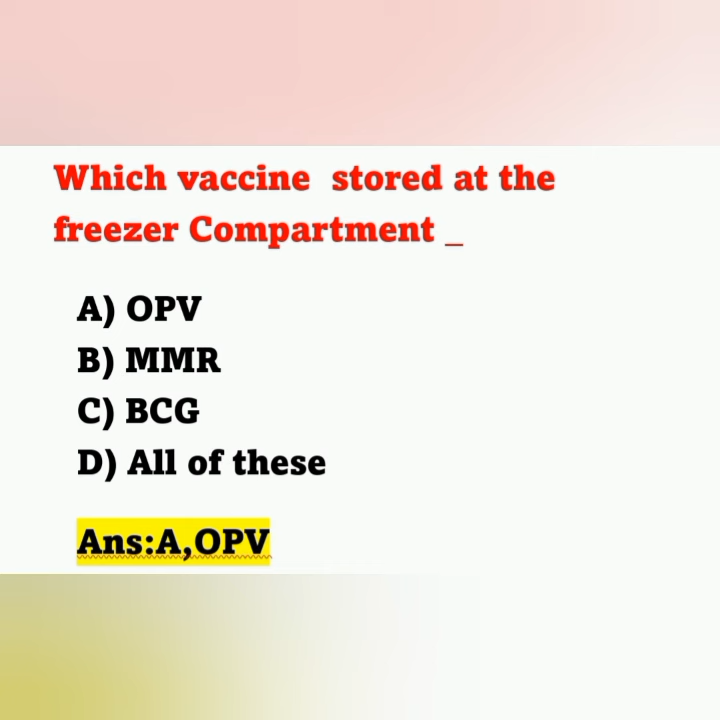 Which vaccine stored at the
freezer Compartment _
A) OPV
B) MMR
C) BCG
D) All of these
Ans:A,OPV